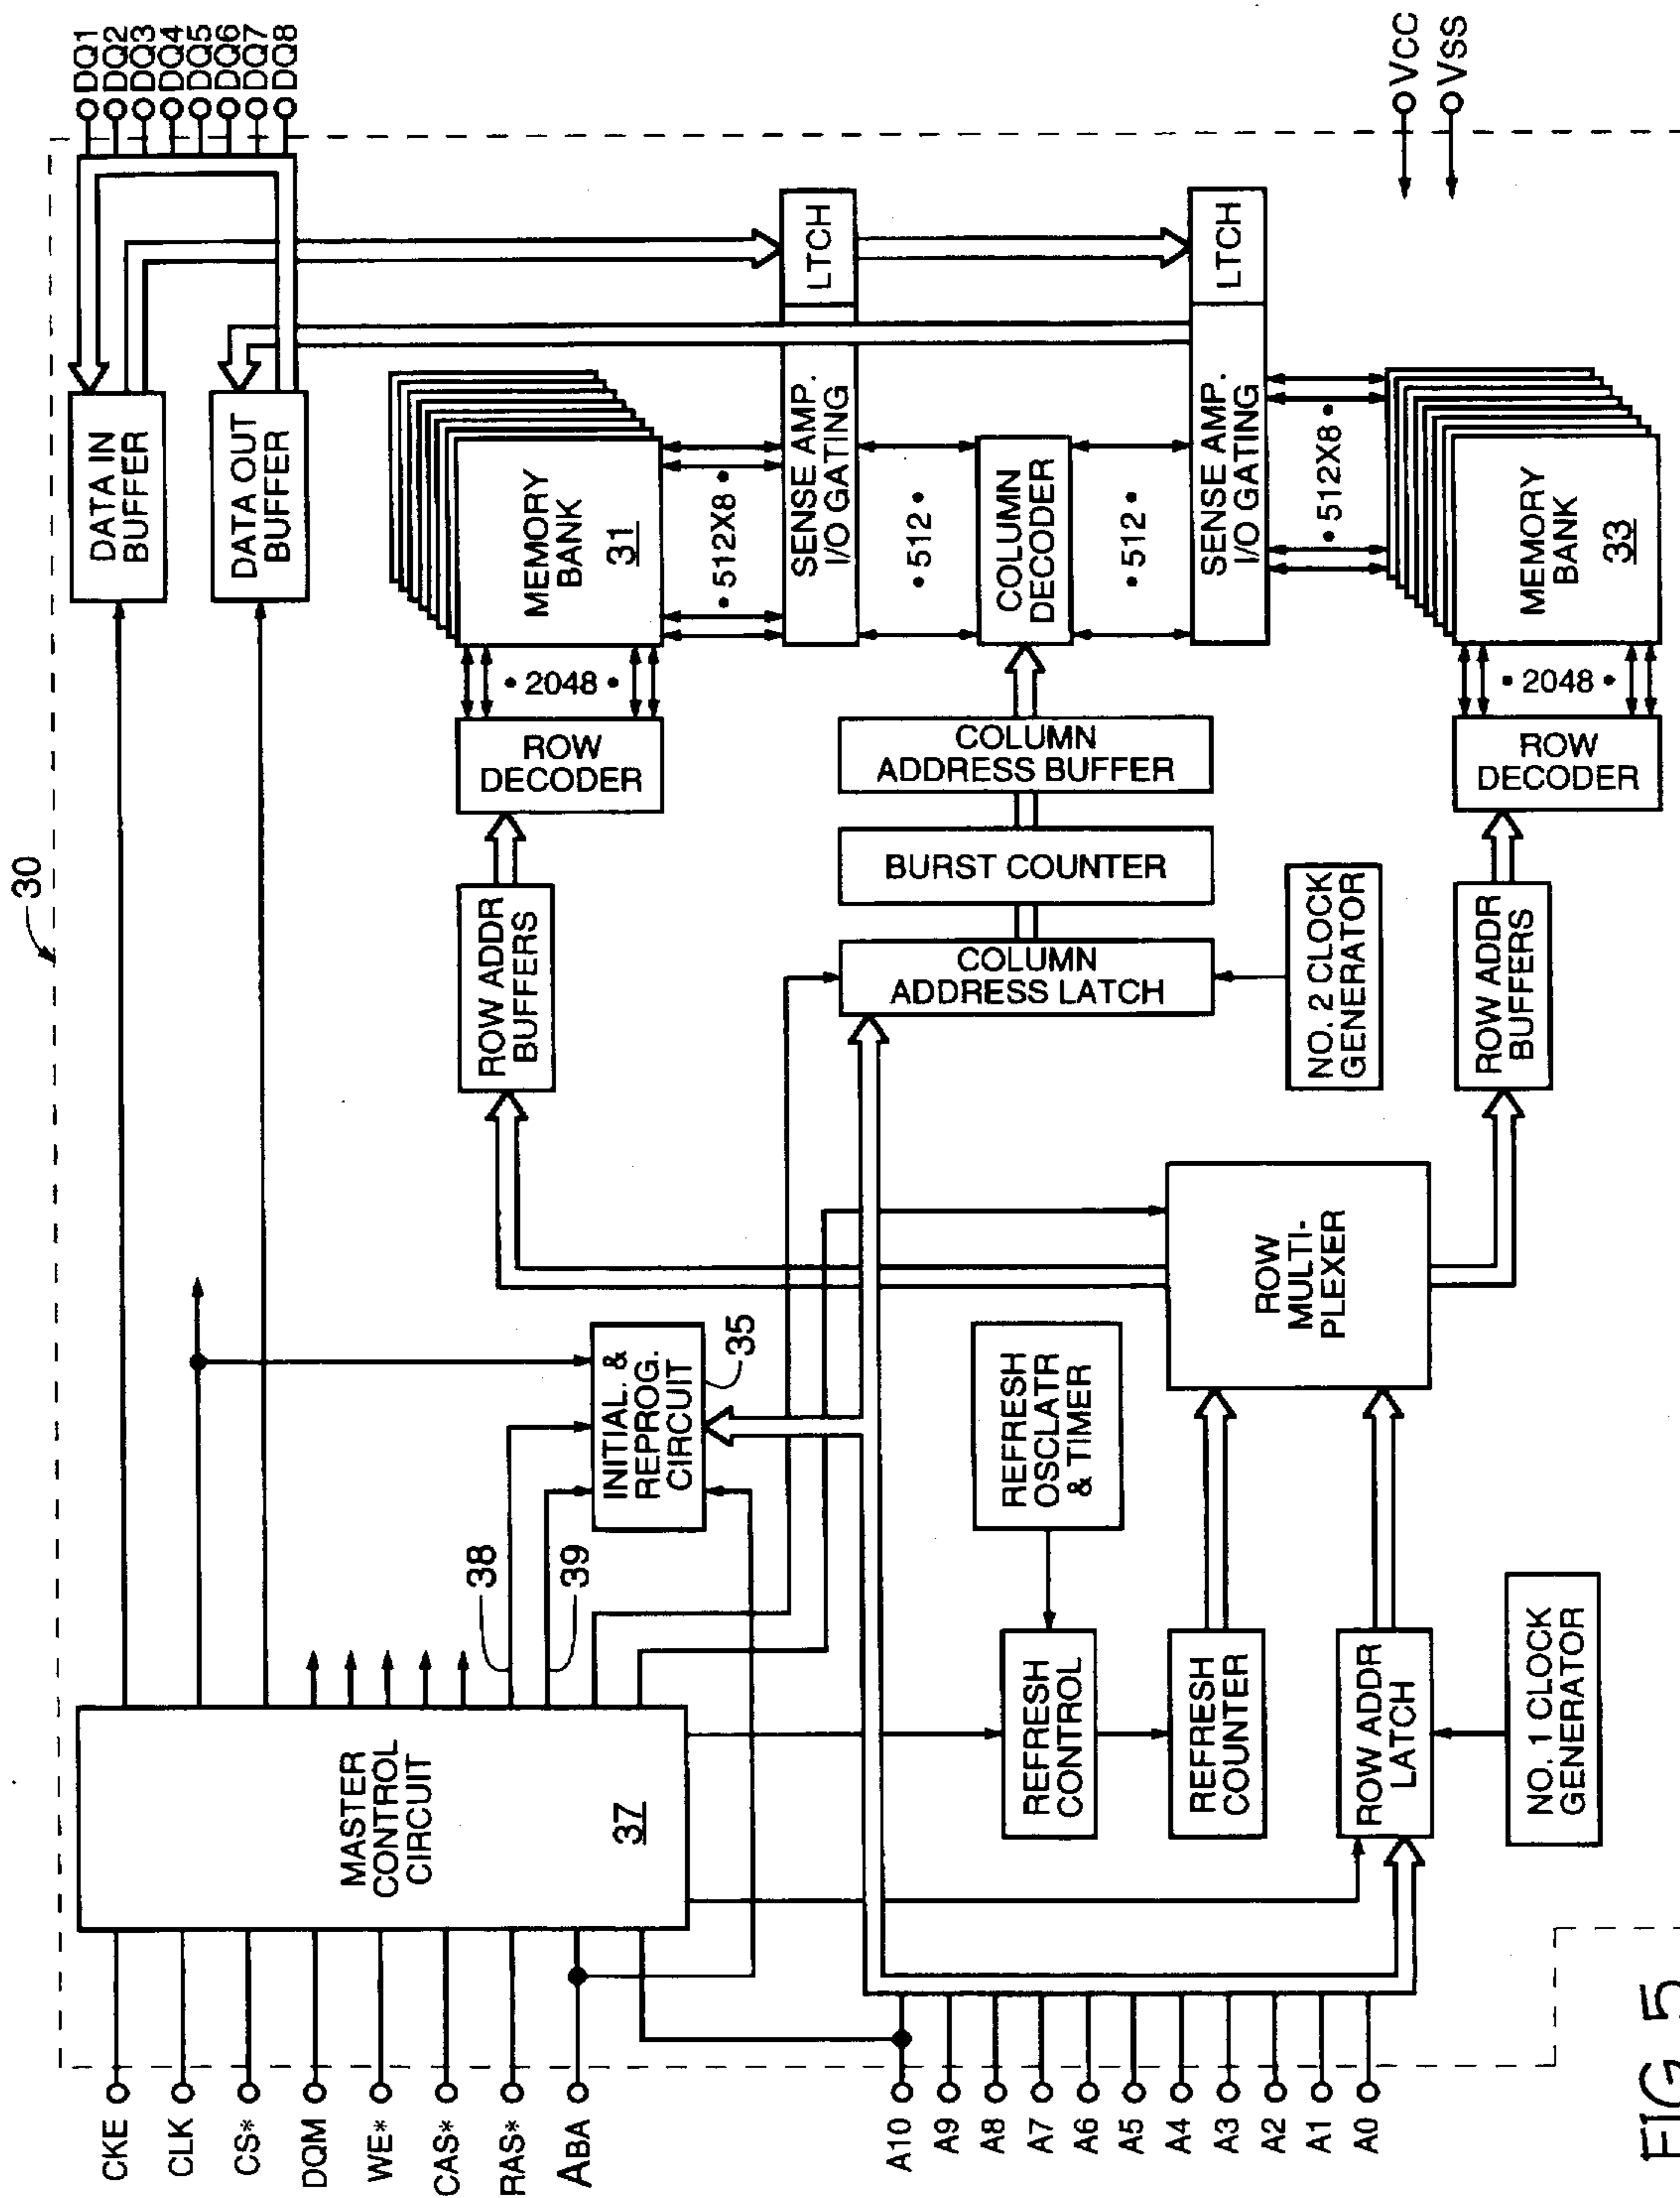 30
CKE
CLK
CS*
DQM
WE*
CAS*
RAS*
ABA
A10
A9
A8
A7
A6
A5
A4
A3
A2
A1
A0
MASTER
CONTROL
CIRCUIT
37
38
39
INITIAL. &
REPROG.
CIRCUIT
35
REFRESH
OSCLATR
& TIMER
REFRESH
CONTROL
REFRESH
COUNTER
ROW ADDR
LATCH
NO. 1 CLOCK
GENERATOR
ROW
MULTI-
PLEXER
ROW ADDR
BUFFERS
ROW
DECODER
• 2048 •
MEMORY
BANK
31
• 512X8 •
SENSE AMP.
I/O GATING
LTCH
• 512 •
COLUMN
DECODER
• 512 •
SENSE AMP.
I/O GATING
LTCH
• 512X8 •
COLUMN
ADDRESS LATCH
BURST COUNTER
COLUMN
ADDRESS BUFFER
NO. 2 CLOCK
GENERATOR
ROW ADDR
BUFFERS
ROW
DECODER
• 2048 •
MEMORY
BANK
33
DATA IN
BUFFER
DATA OUT
BUFFER
DQ1
DQ2
DQ3
DQ4
DQ5
DQ6
DQ7
DQ8
VCC
VSS
FIG 5